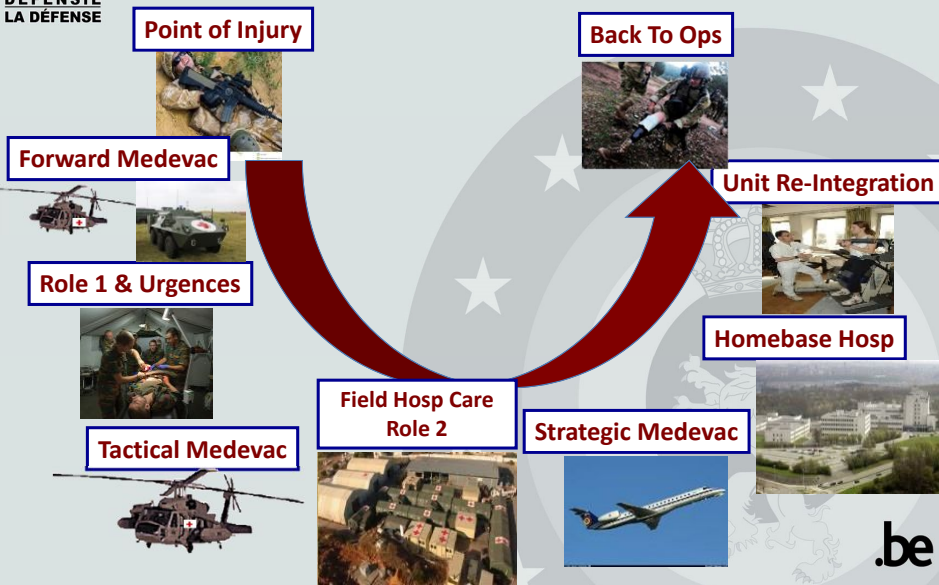 DEFENSIE
LA DÉFENSE
Point of Injury
Back To Ops
Forward Medevac
Unit Re-Integration
Role 1 & Urgences
Homebase Hosp
Field Hosp Care
Role 2
Strategic Medevac
Tactical Medevac
.be